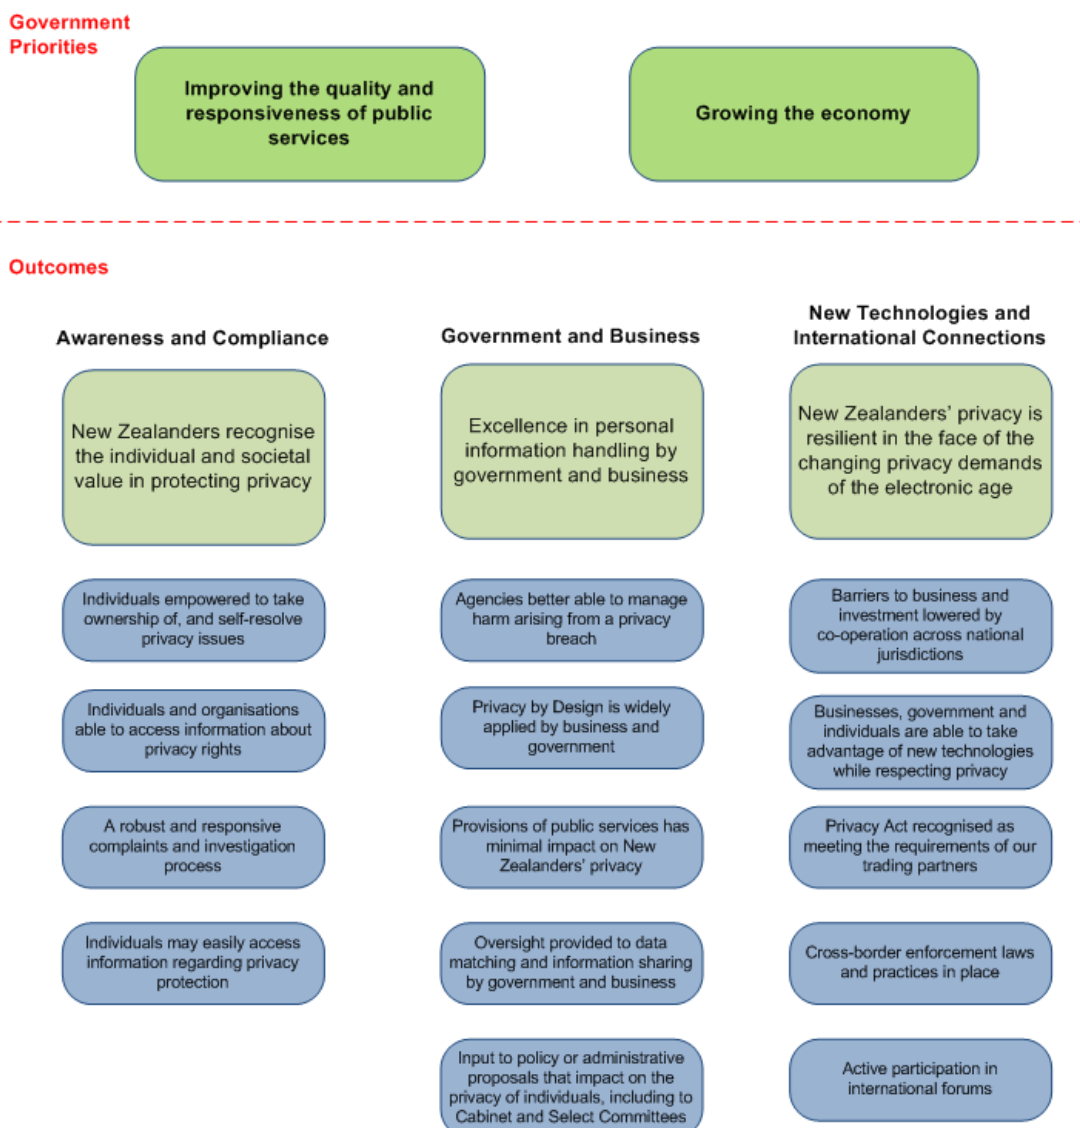 Government
Priorities
Improving the quality and
responsiveness of public
services
Growing the economy
Outcomes
Awareness and Compliance
New Zealanders recognise
the individual and societal
value in protecting privacy
Individuals empowered to take
ownership of, and self-resolve
privacy issues
Individuals and organisations
able to access information about
privacy rights
A robust and responsive
complaints and investigation
process
Individuals may easily access
information regarding privacy
protection
Government and Business
Excellence in personal
information handling by
government and business
Agencies better able to manage
harm arising from a privacy
breach
Privacy by Design is widely
applied by business and
government
Provisions of public services has
minimal impact on New
Zealanders’ privacy
Oversight provided to data
matching and information sharing
by government and business
Input to policy or administrative
proposals that impact on the
privacy of individuals, including to
Cabinet and Select Committees
New Technologies and
International Connections
New Zealanders’ privacy is
resilient in the face of the
changing privacy demands
of the electronic age
Barriers to business and
investment lowered by
co-operation across national
jurisdictions
Businesses, government and
individuals are able to take
advantage of new technologies
while respecting privacy
Privacy Act recognised as
meeting the requirements of our
trading partners
Cross-border enforcement laws
and practices in place
Active participation in
international forums